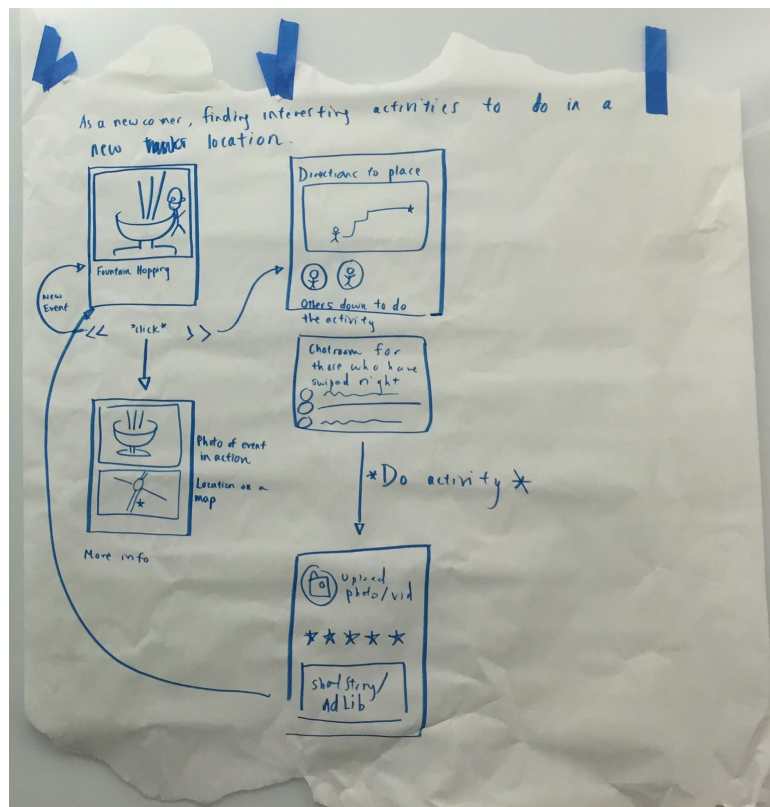 As a newcomer, finding interesting activities to do in a
new location.
Fountain Hopping
New
Event
<< *click* >>
Photo of event
in action
Location on a
map
More info
Directions to place
Others down to do
the activity
Chatroom for
those who have
swiped right
*Do activity*
Upload
photo/vid
Short Story/
Ad Lib